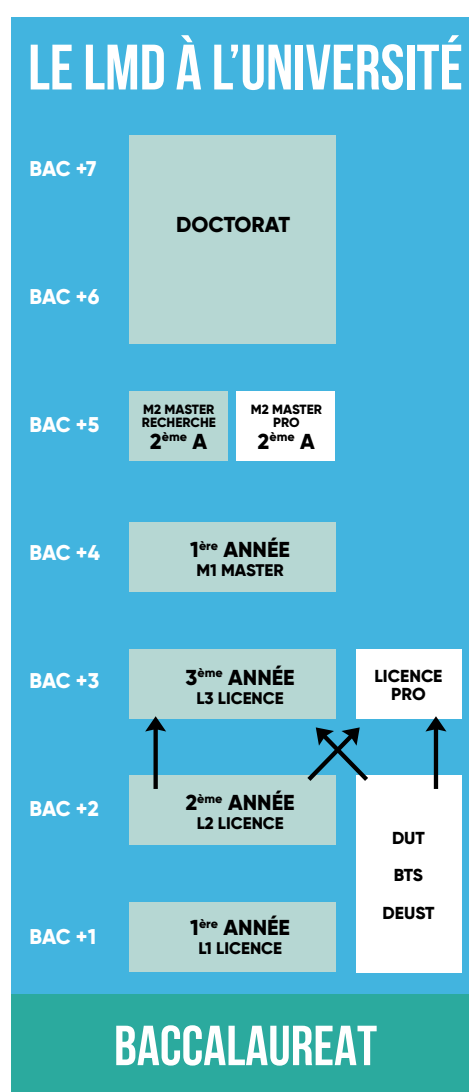 LE LMD À L'UNIVERSITÉ
BAC +7
DOCTORAT
BAC +6
BAC +5
M2 MASTER
RECHERCHE
2ème A
M2 MASTER
PRO
2ème A
BAC +4
1ère ANNÉE
M1 MASTER
BAC +3
3ème ANNÉE
L3 LICENCE
LICENCE
PRO
BAC +2
2ème ANNÉE
L2 LICENCE
DUT
BTS
DEUST
BAC +1
1ère ANNÉE
L1 LICENCE
BACCALAUREAT